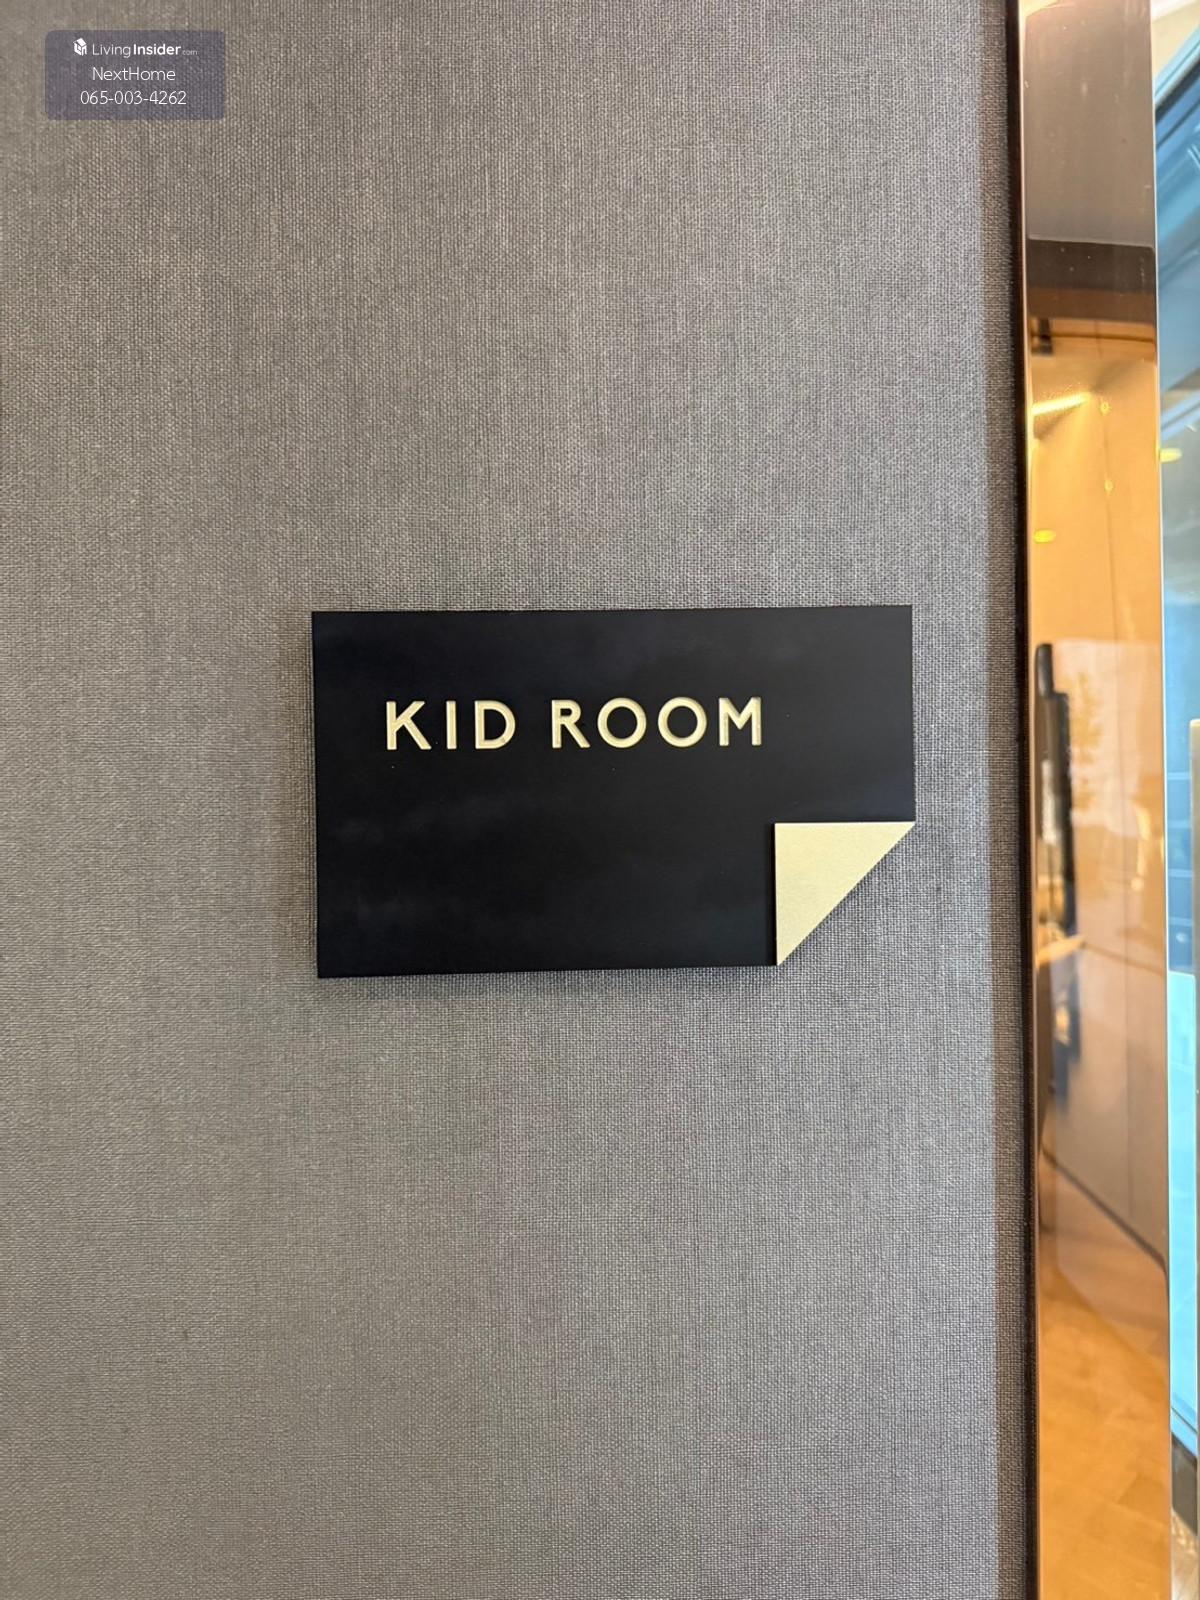 LivingInsider.com
NextHome
065-003-4262
KID ROOM